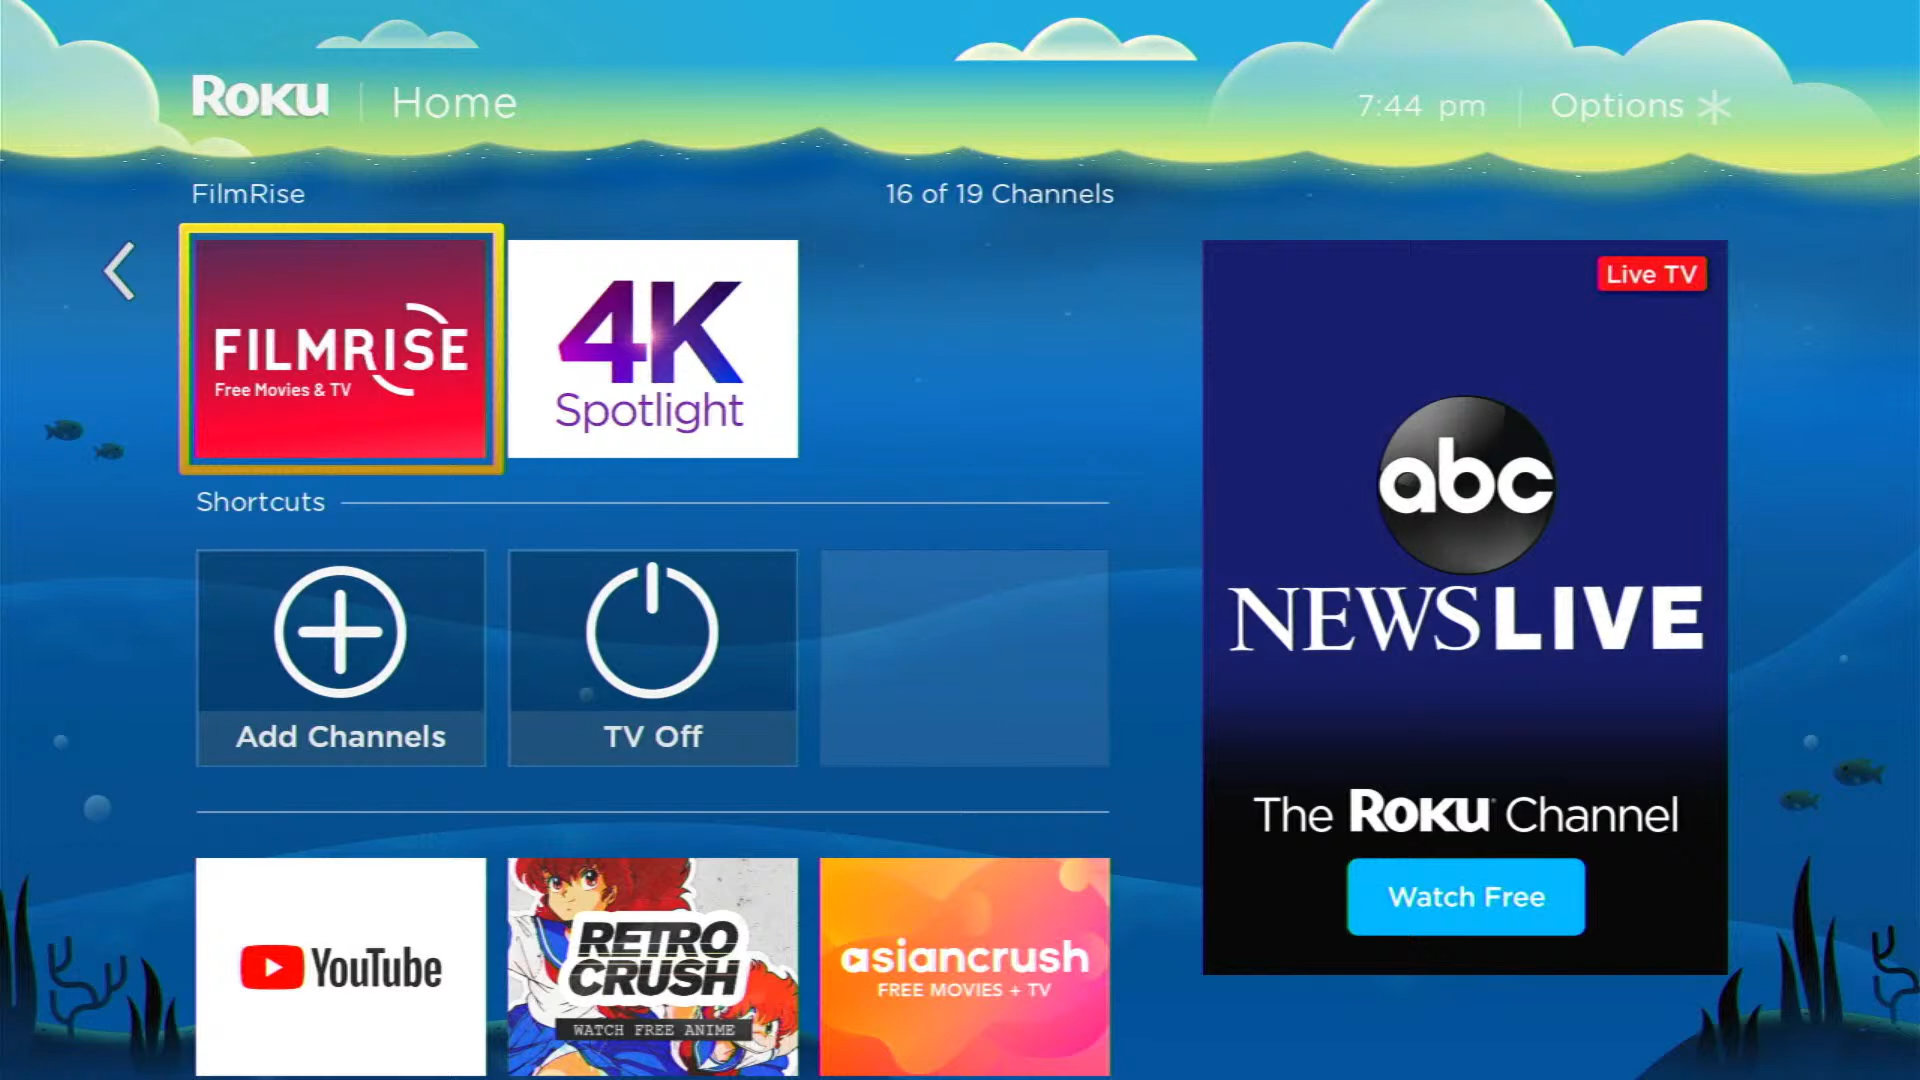 Roku | Home
7:44 pm | Options
FilmRise
16 of 19 Channels
FILMRISE
Free Movies & TV
4K
Spotlight
Shortcuts
Add Channels
TV Off
YouTube
RETRO
CRUSH
WATCH FREE ANIME
asiancrush
FREE MOVIES + TV
Live TV
abc
NEWS LIVE
The Roku Channel
Watch Free